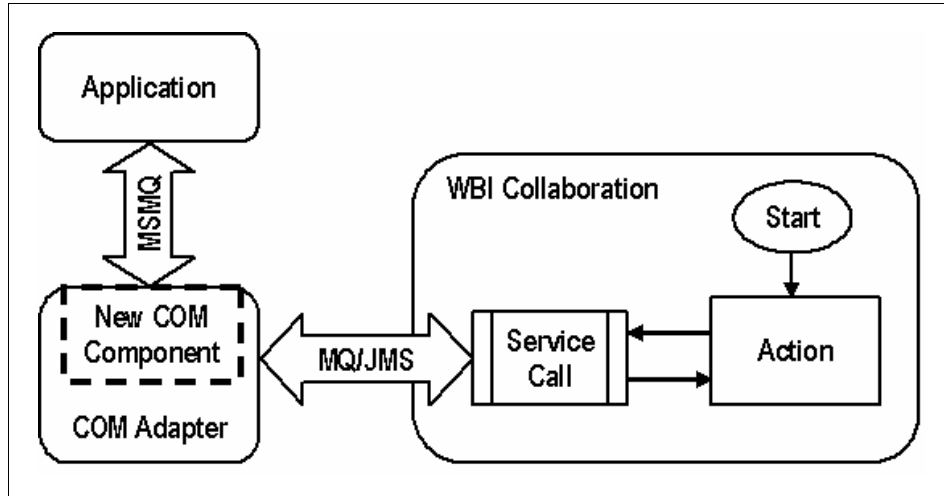 Application
MSMQ
New COM
Component
COM Adapter
MQ/JMS
WBI Collaboration
Start
Service
Call
Action